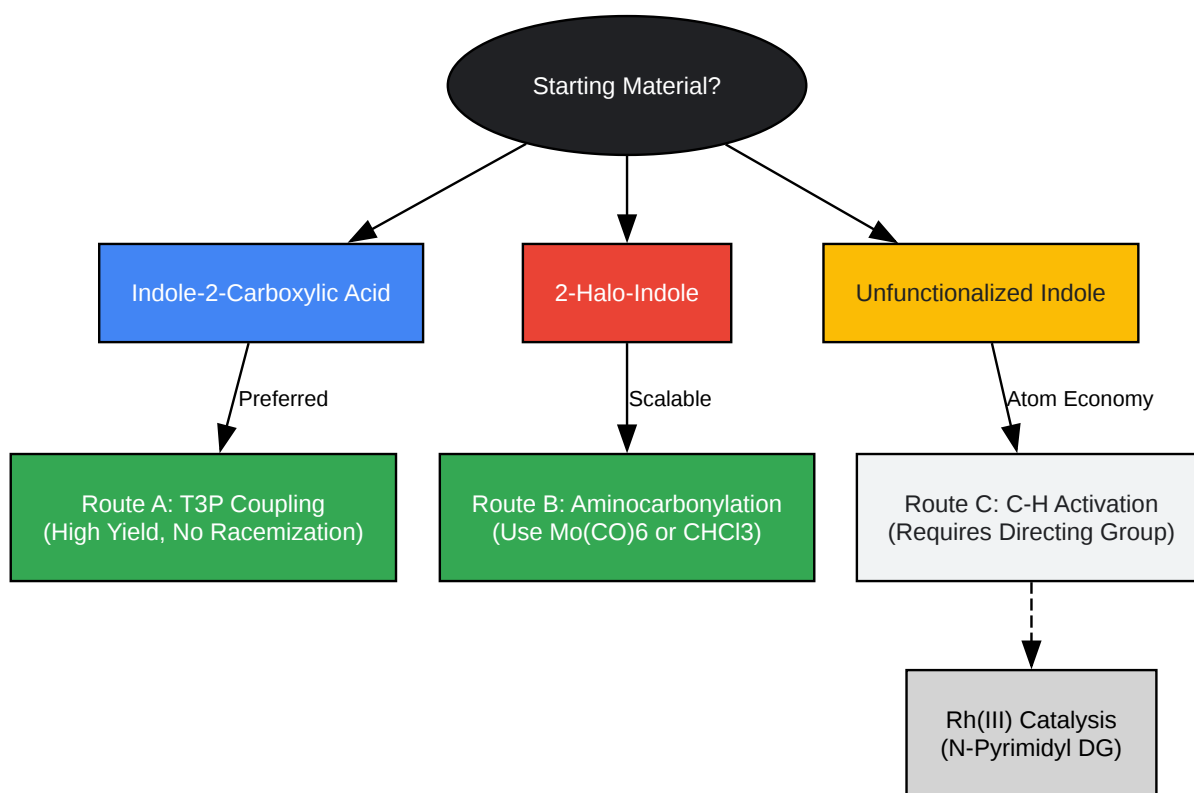 Starting Material?
Indole-2-Carboxylic Acid
2-Halo-Indole
Unfunctionalized Indole
Preferred
Scalable
Atom Economy
Route A: T3P Coupling
(High Yield, No Racemization)
Route B: Aminocarbonylation
(Use Mo(CO)6 or CHCl3)
Route C: C-H Activation
(Requires Directing Group)
Rh(III) Catalysis
(N-Pyrimidyl DG)